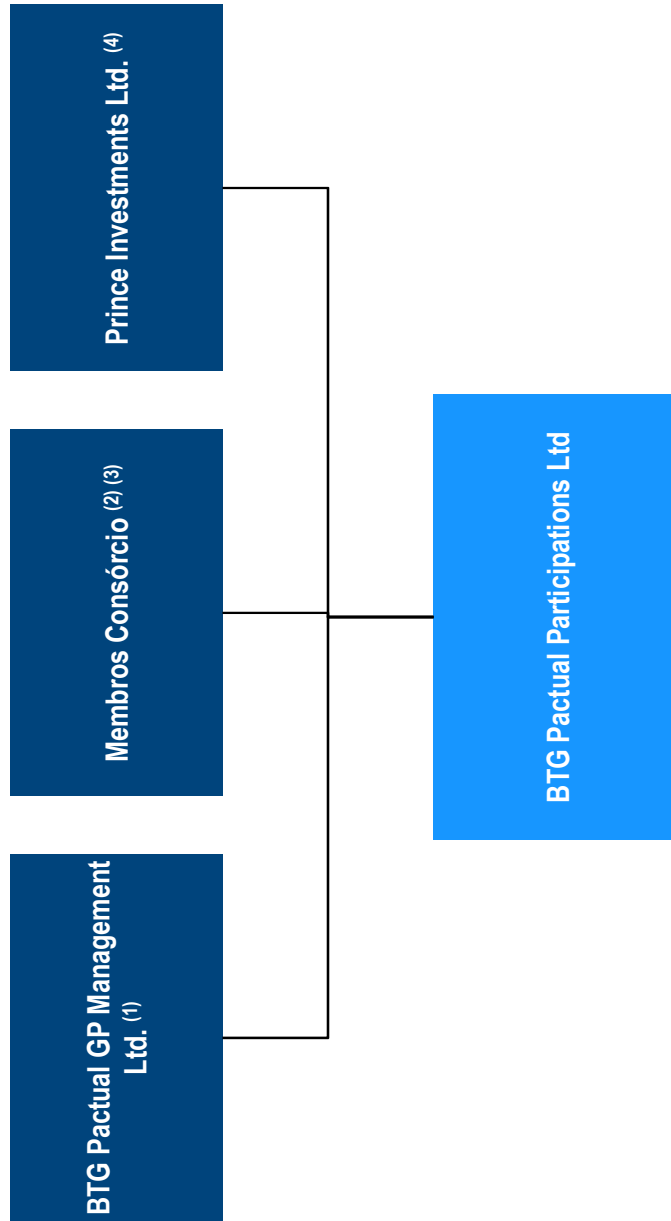 BTG Pactual GP Management
Ltd. (1)
Membros Consórcio (2) (3)
Prince Investments Ltd. (4)
BTG Pactual Participations Ltd